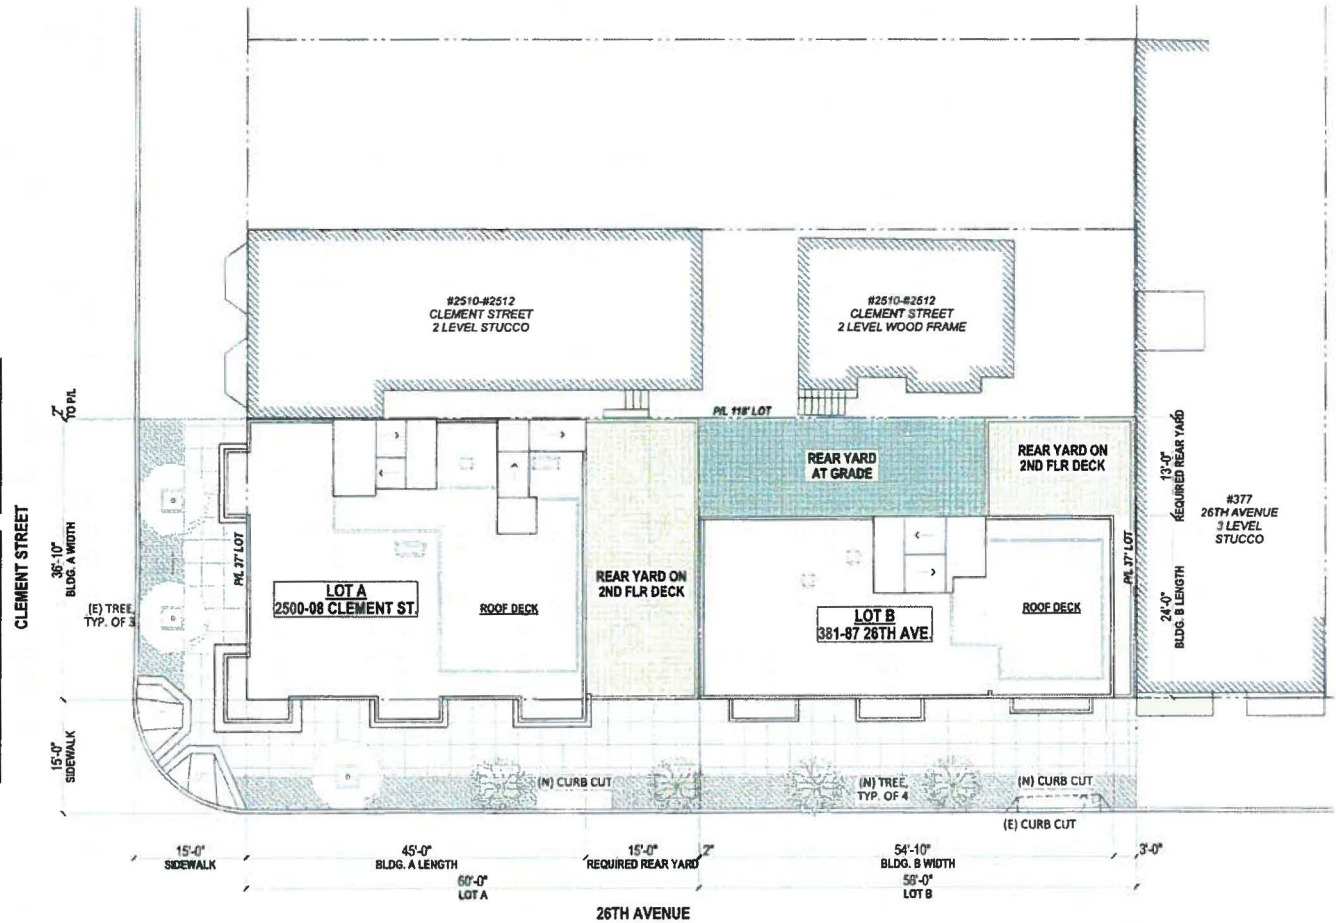 #2510-#2512
CLEMENT STREET
2 LEVEL STUCCO
#2510-#2512
CLEMENT STREET
2 LEVEL WOOD FRAME
2"
TO P/L
P/L 118' LOT
REAR YARD
AT GRADE
REAR YARD ON
2ND FLR DECK
13'-0"
REQUIRED REAR YARD
#377
26TH AVENUE
3 LEVEL
STUCCO
CLEMENT STREET
36'-10"
BLDG. A WIDTH
P/L 37' LOT
(E) TREE,
TYP. OF 3
LOT A
2500-08 CLEMENT ST.
ROOF DECK
REAR YARD ON
2ND FLR DECK
LOT B
381-87 26TH AVE.
ROOF DECK
P/L 37' LOT
24'-0"
BLDG. B LENGTH
15'-0"
SIDEWALK
(N) CURB CUT
(N) TREE,
TYP. OF 4
(N) CURB CUT
(E) CURB CUT
15'-0"
SIDEWALK
45'-0"
BLDG. A LENGTH
15'-0"
REQUIRED REAR YARD
2"
54'-10"
BLDG. B WIDTH
3'-0"
60'-0"
LOT A
58'-0"
LOT B
26TH AVENUE